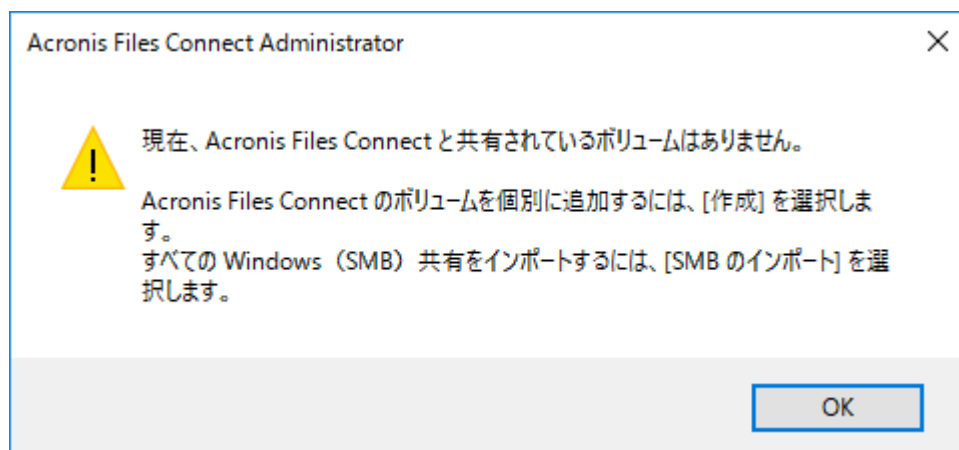 Acronis Files Connect Administrator
現在、Acronis Files Connect と共有されているボリュームはありません。
Acronis Files Connect のボリュームを個別に追加するには、[作成] を選択しま
す。
すべての Windows（SMB）共有をインポートするには、[SMB のインポート] を選
択します。
OK